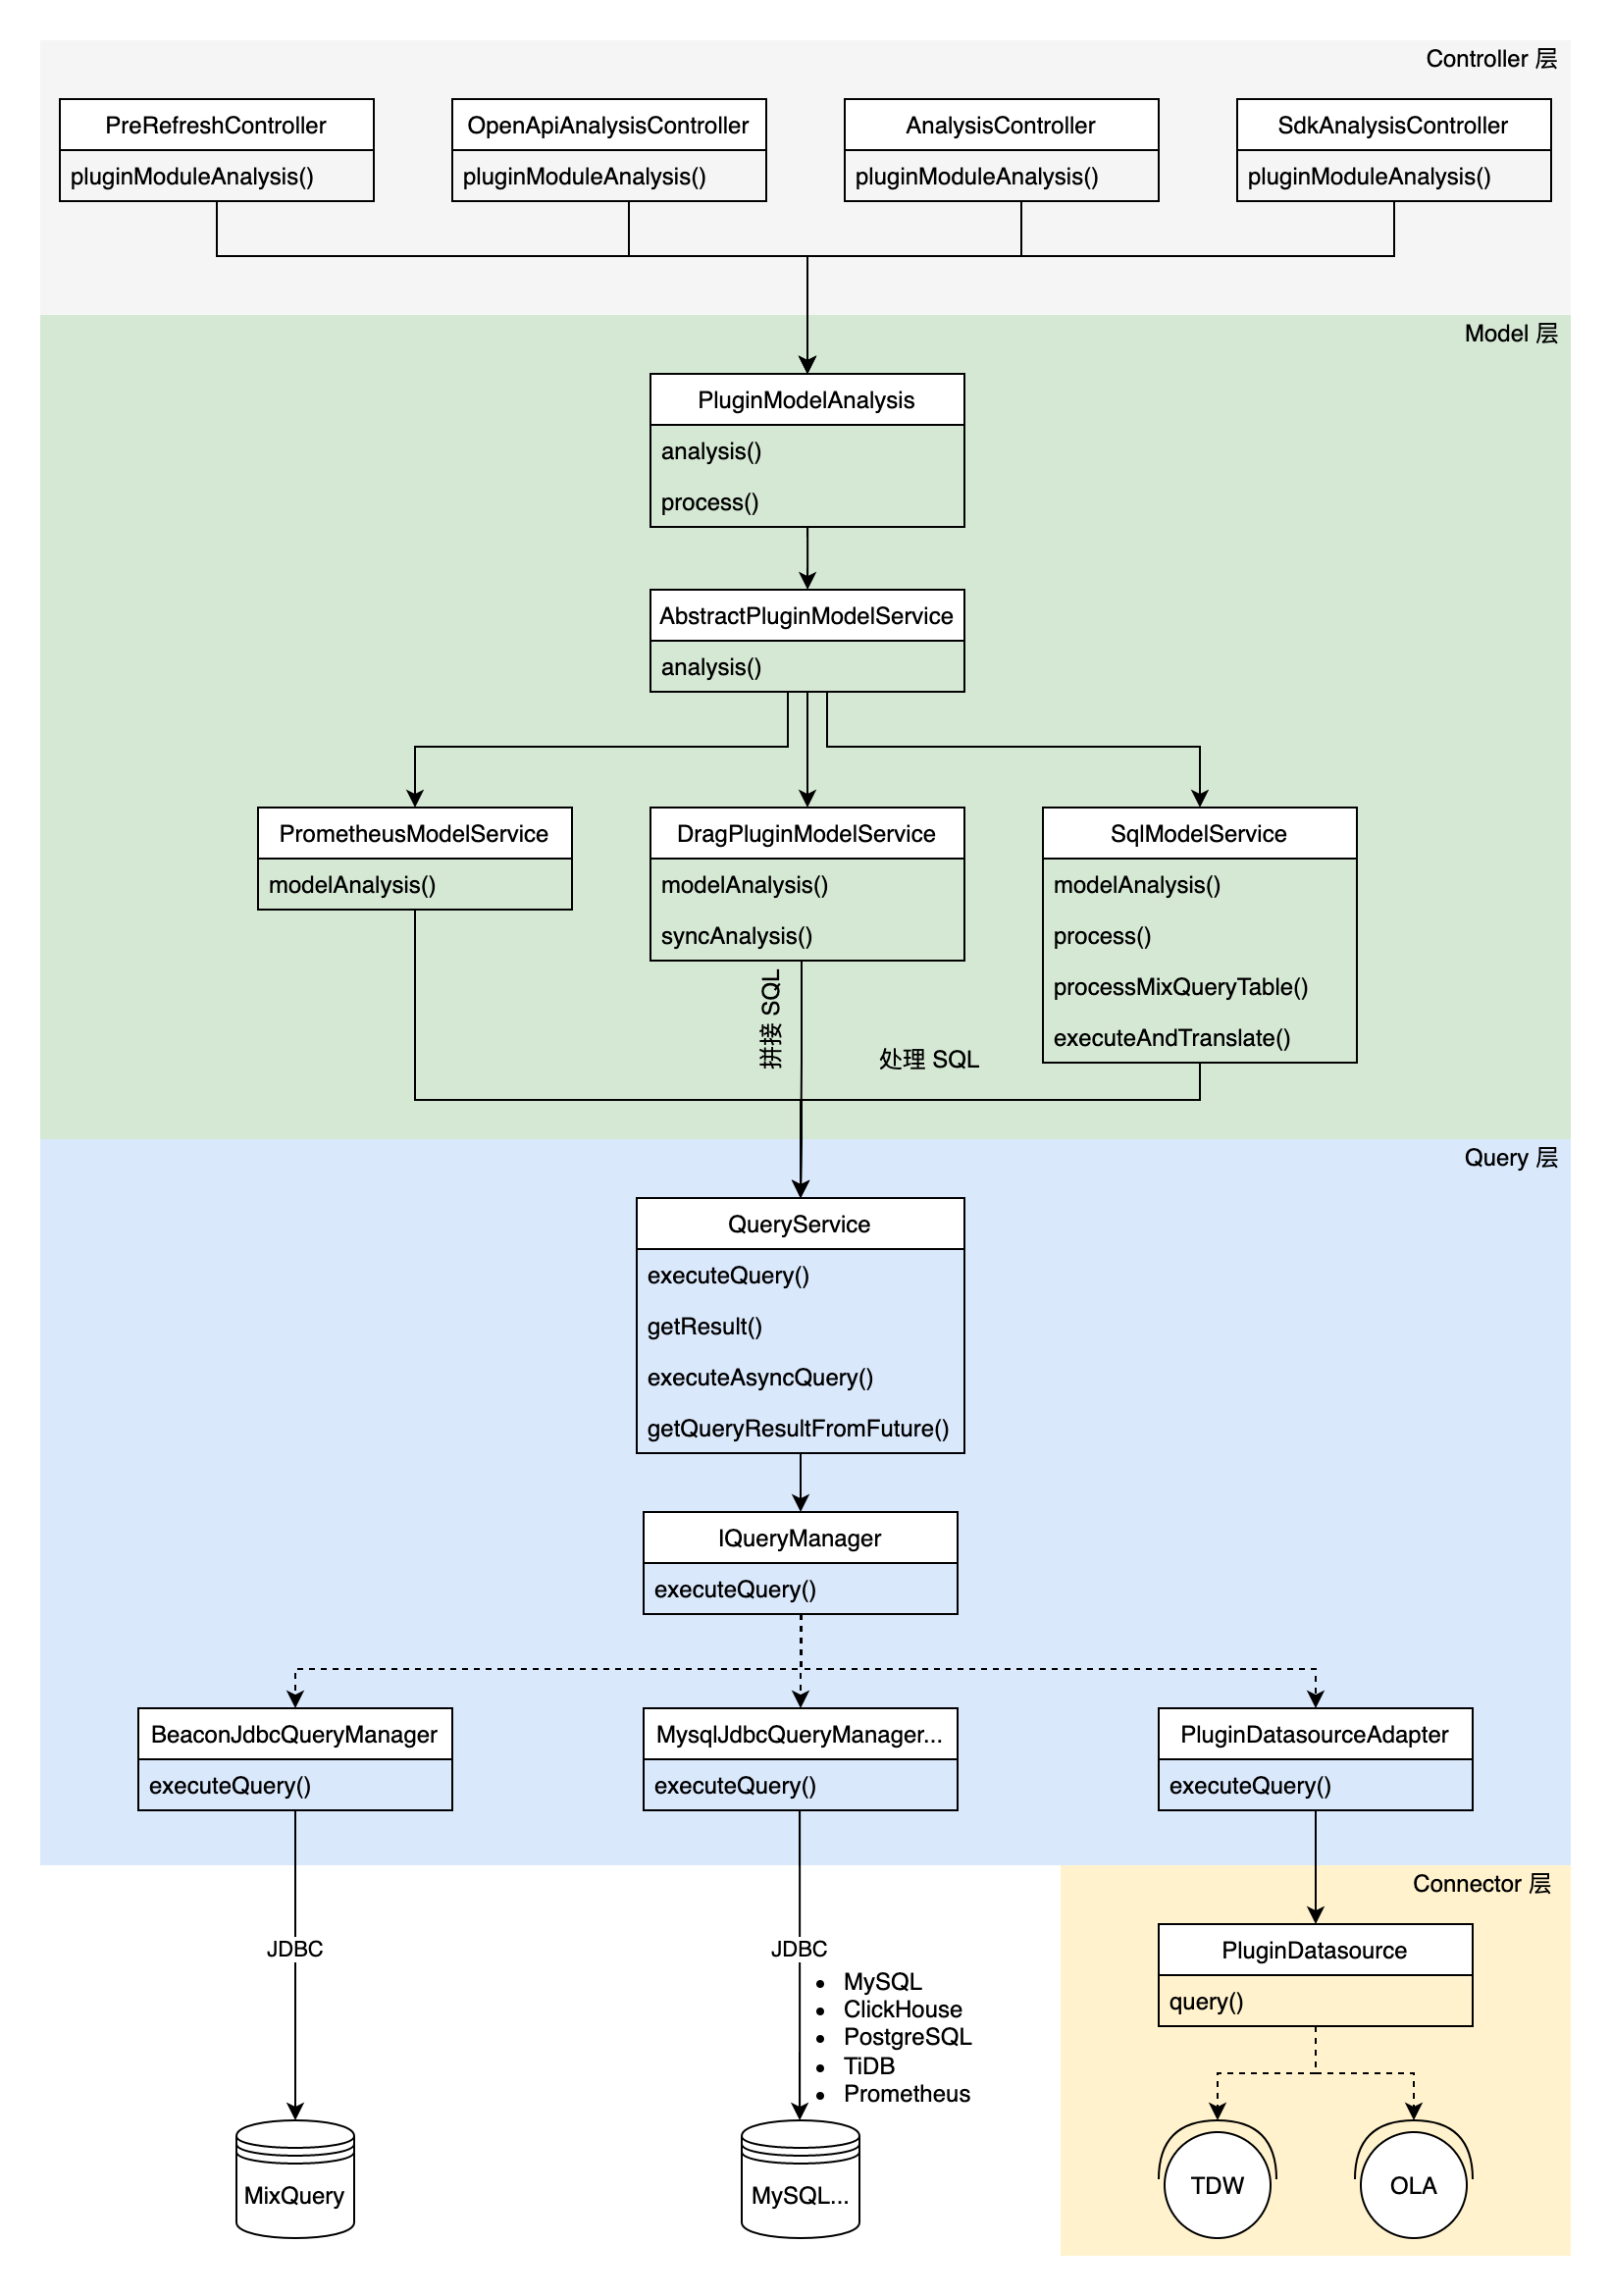 Controller 层
PreRefreshController
pluginModuleAnalysis()
OpenApiAnalysisController
pluginModuleAnalysis()
AnalysisController
pluginModuleAnalysis()
SdkAnalysisController
pluginModuleAnalysis()
Model 层
PluginModelAnalysis
analysis()
process()
AbstractPluginModelService
analysis()
PrometheusModelService
modelAnalysis()
DragPluginModelService
modelAnalysis()
syncAnalysis()
SqlModelService
modelAnalysis()
process()
processMixQueryTable()
executeAndTranslate()
拼接 SQL
处理 SQL
Query 层
QueryService
executeQuery()
getResult()
executeAsyncQuery()
getQueryResultFromFuture()
IQueryManager
executeQuery()
BeaconJdbcQueryManager
executeQuery()
MysqlJdbcQueryManager...
executeQuery()
PluginDatasourceAdapter
executeQuery()
Connector 层
JDBC
JDBC
• MySQL
• ClickHouse
• PostgreSQL
• TiDB
• Prometheus
PluginDatasource
query()
MixQuery
MySQL...
TDW
OLA